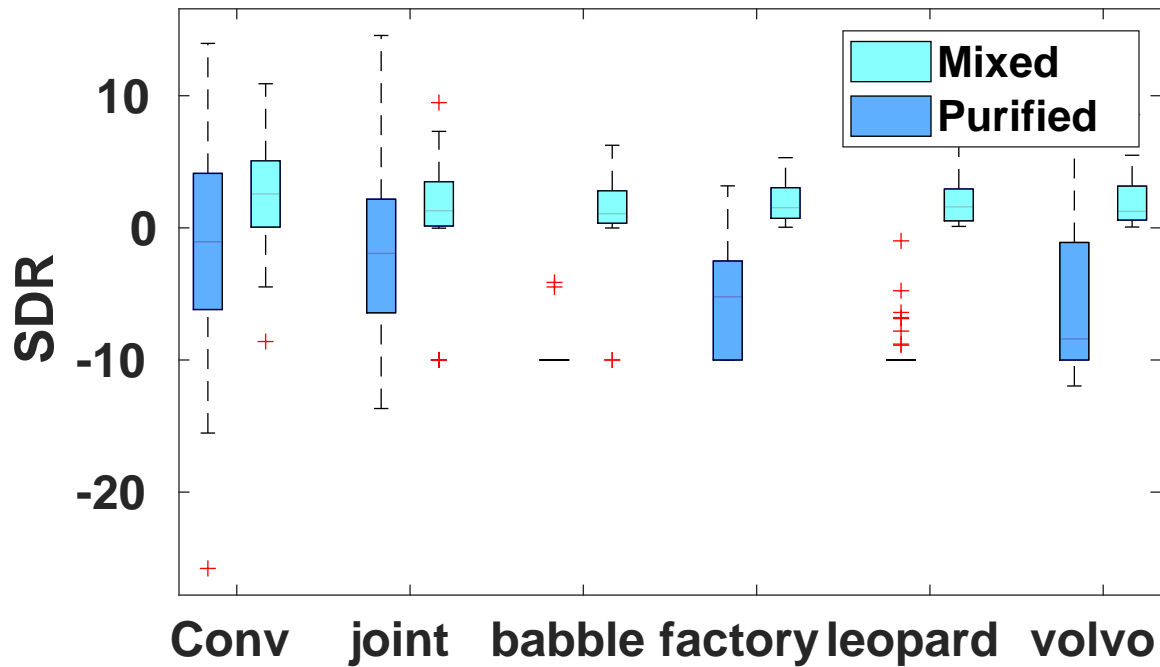 Mixed
Purified
10
0
-10
-20
SDR
Conv joint babble factory leopard volvo